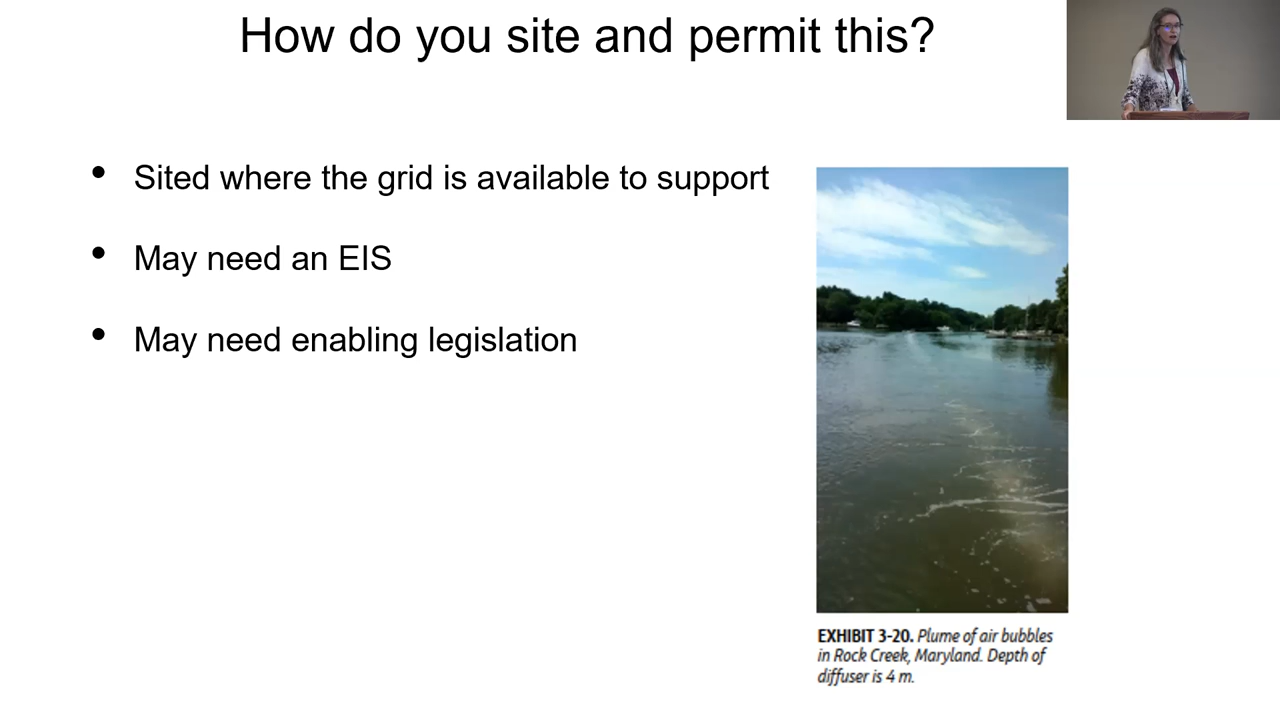 How do you site and permit this?
• Sited where the grid is available to support
• May need an EIS
• May need enabling legislation
EXHIBIT 3-20. Plume of air bubbles
in Rock Creek, Maryland. Depth of
diffuser is 4 m.